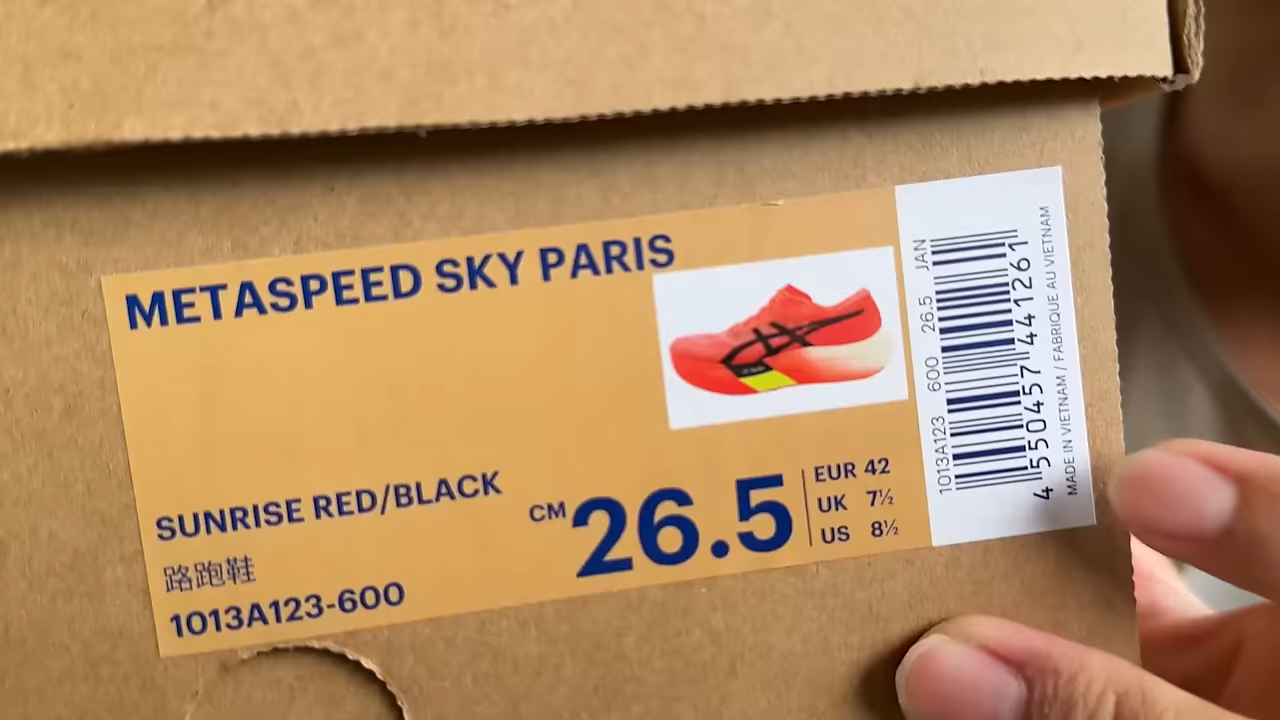 METASPEED SKY PARIS
SUNRISE RED/BLACK
路跑鞋
1013A123-600
CM 26.5
EUR 42
UK 7½
US 8½
1013A123 600 26.5 JAN
4 550457 441261
MADE IN VIETNAM / FABRIQUE AU VIETNAM